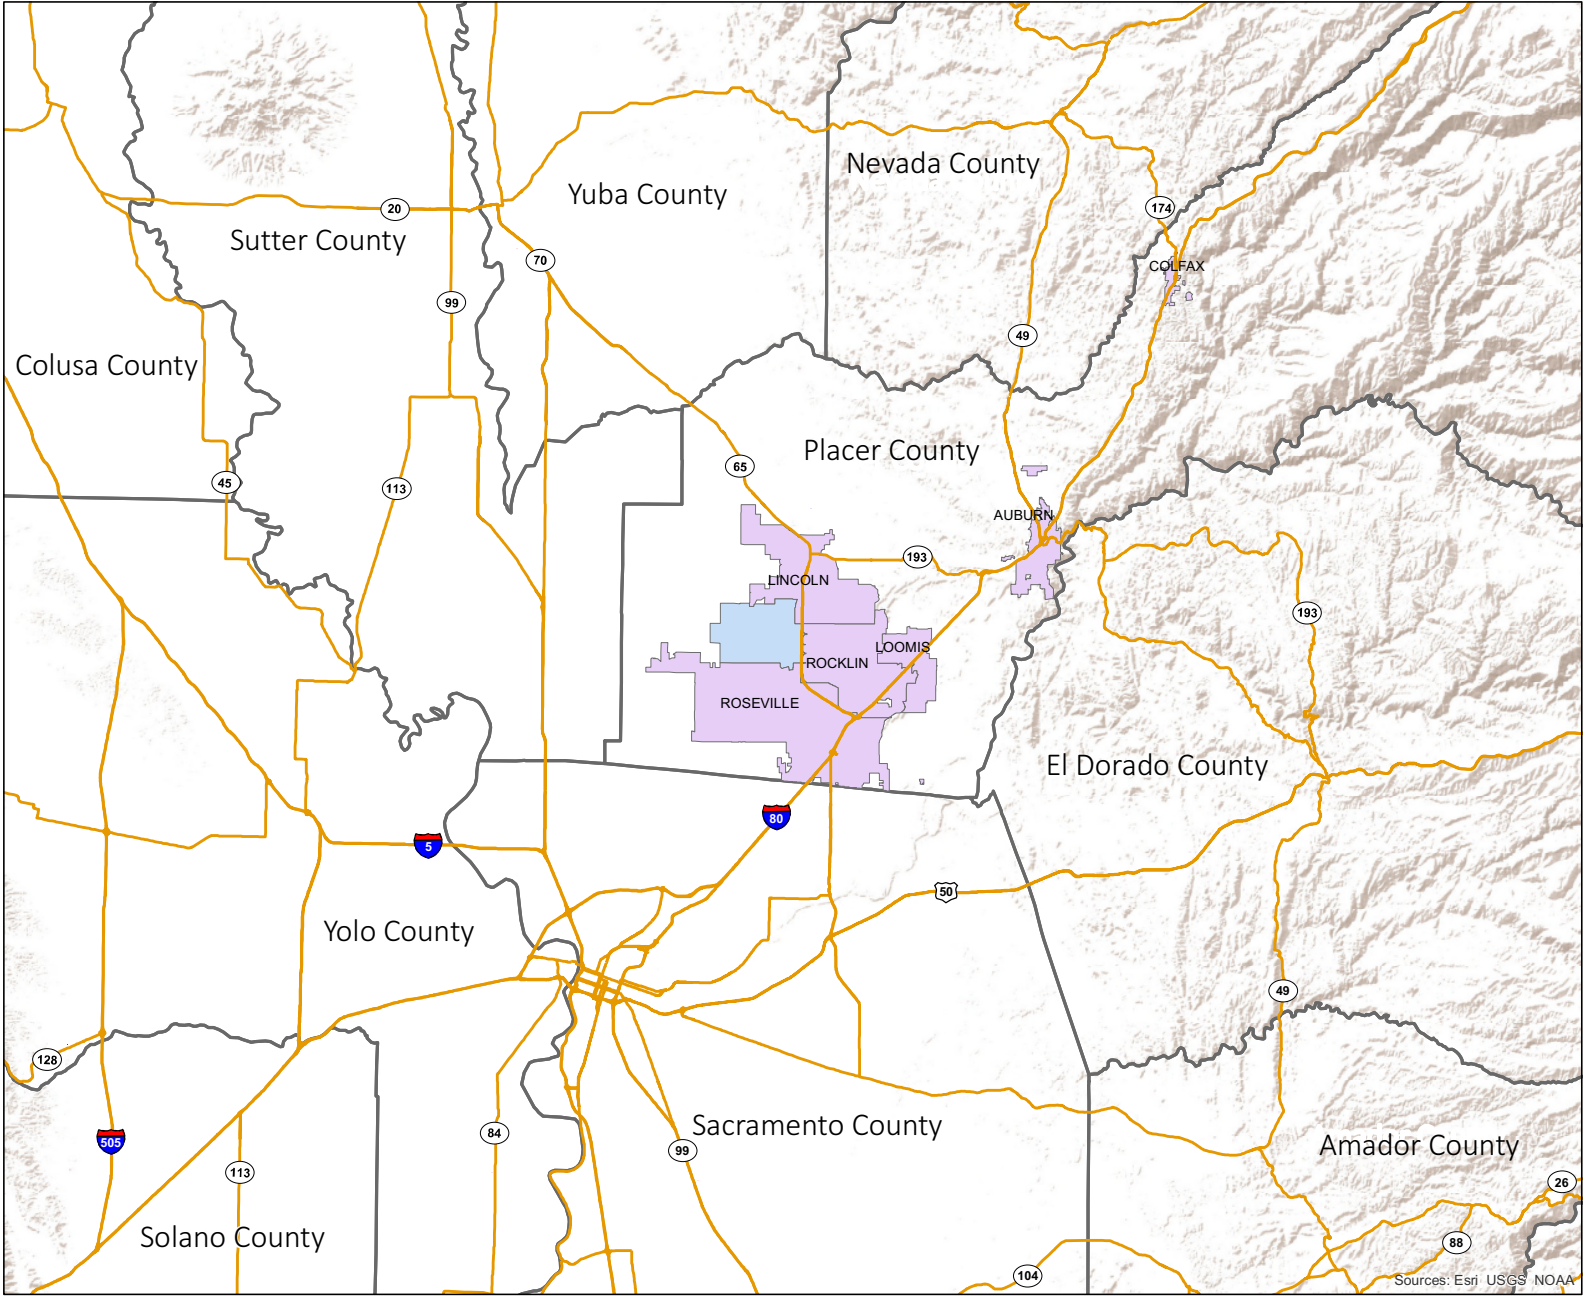 Nevada County
Yuba County
174
20
Sutter County
70
COLFAX
99
49
Colusa County
Placer County
65
45
113
AUBURN
193
LINCOLN
193
LOOMIS
ROCKLIN
ROSEVILLE
El Dorado County
80
5
50
Yolo County
49
128
Sacramento County
84
505
99
Amador County
113
26
Solano County
88
104
Sources: Esri USGS NOAA